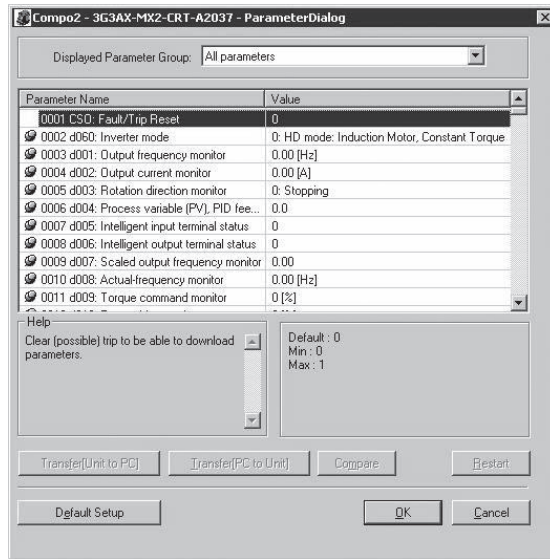 Compo2 - 3G3AX-MX2-CRT-A2037 - ParameterDialog
Displayed Parameter Group: All parameters
Parameter Name Value
0001 CSO: Fault/Trip Reset 0
0002 d060: Inverter mode 0: HD mode: Induction Motor, Constant Torque
0003 d001: Output frequency monitor 0.00 [Hz]
0004 d002: Output current monitor 0.00 [A]
0005 d003: Rotation direction monitor 0: Stopping
0006 d004: Process variable (PV), PID fee... 0.0
0007 d005: Intelligent input terminal status 0
0008 d006: Intelligent output terminal status 0
0009 d007: Scaled output frequency monitor 0.00
0010 d008: Actual-frequency monitor 0.00 [Hz]
0011 d009: Torque command monitor 0 [%]
Help
Clear (possible) trip to be able to download
parameters.
Default : 0
Min : 0
Max : 1
Transfer[Unit to PC] Transfer[PC to Unit] Compare Restart
Default Setup OK Cancel